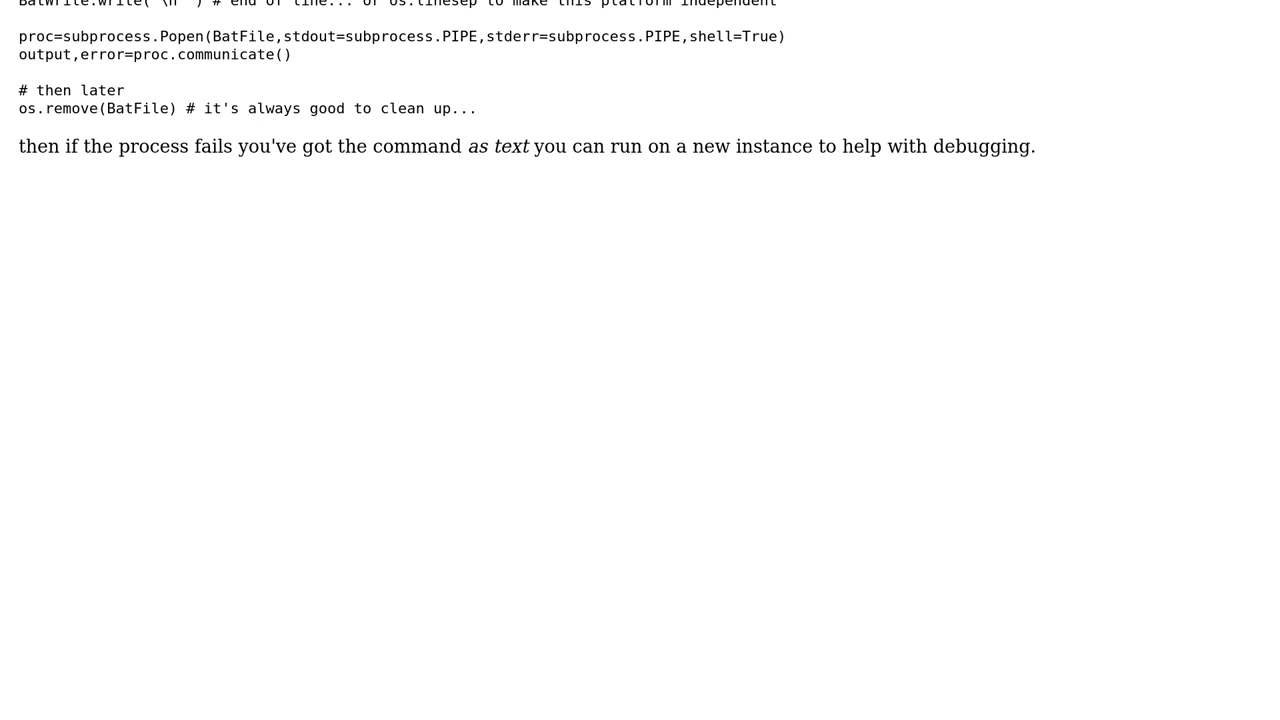 BatWrite.write("\n") # end of line... or os.linesep to make this platform independent
proc=subprocess.Popen(BatFile,stdout=subprocess.PIPE,stderr=subprocess.PIPE,shell=True)
output,error=proc.communicate()
# then later
os.remove(BatFile) # it's always good to clean up...
then if the process fails you've got the command as text you can run on a new instance to help with debugging.